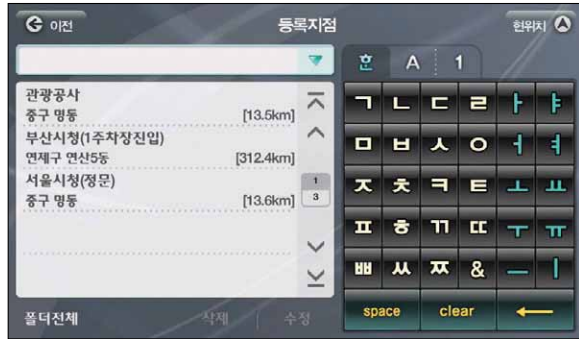 이전
등록지점
현위치
한 A 1
관광공사
중구 명동 [13.5km]
부산시청(1주차장진입)
연제구 연산5동 [312.4km]
서울시청(정문)
중구 명동 [13.6km]
1
3
ㄱ ㄴ ㄷ ㄹ ㅏ ㅑ
ㅁ ㅂ ㅅ ㅇ ㅓ ㅕ
ㅈ ㅊ ㅋ ㅌ ㅗ ㅛ
ㅍ ㅎ ㄲ ㄸ ㅜ ㅠ
ㅃ ㅆ ㅉ & ㅡ ㅣ
space clear ←
폴더전체 삭제 수정